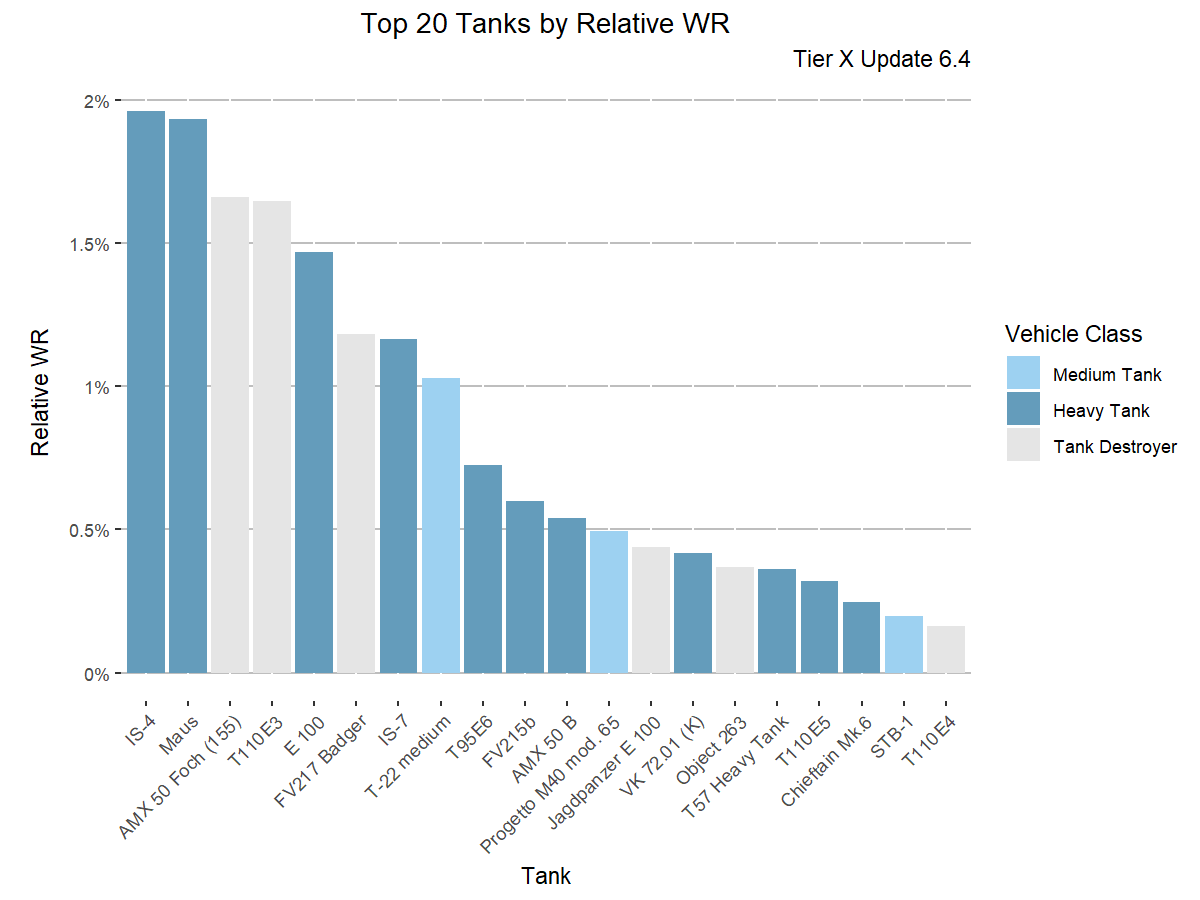 Top 20 Tanks by Relative WR
Tier X Update 6.4
2%
1.5%
1%
0.5%
0%
Relative WR
IS-4
Maus
AMX 50 Foch (155)
T110E3
E 100
FV217 Badger
IS-7
T-22 medium
T95E6
FV215b
AMX 50 B
Progetto M40 mod. 65
Jagdpanzer E 100
VK 72.01 (K)
Object 263
T57 Heavy Tank
T110E5
Chieftain Mk.6
STB-1
T110E4
Tank
Vehicle Class
Medium Tank
Heavy Tank
Tank Destroyer